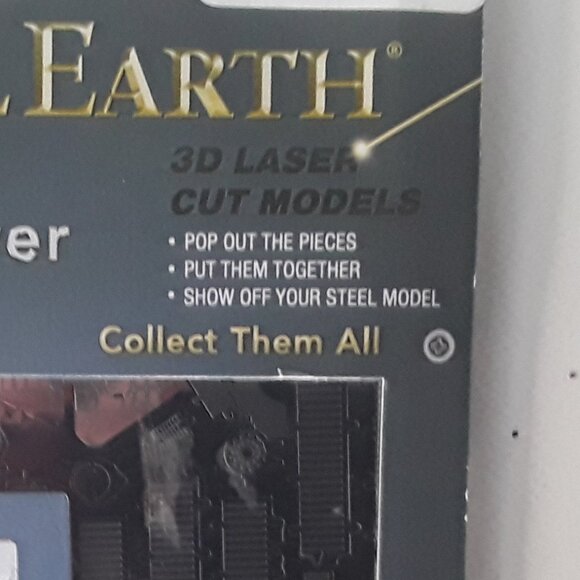 EARTH®
3D LASER
CUT MODELS
er
• POP OUT THE PIECES
• PUT THEM TOGETHER
• SHOW OFF YOUR STEEL MODEL
Collect Them All